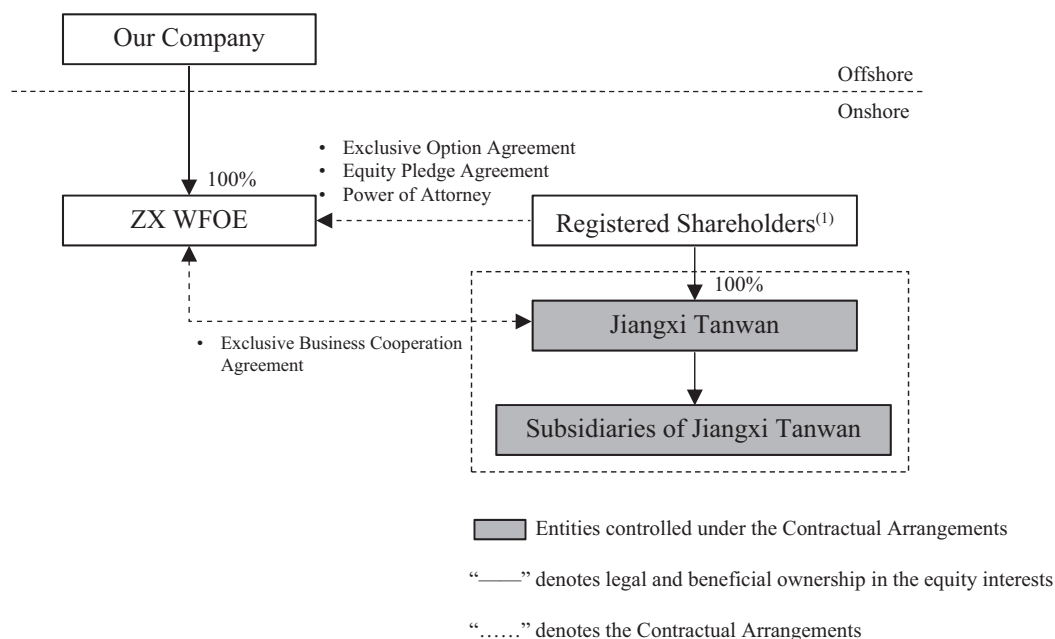 Our Company
Offshore
Onshore
• Exclusive Option Agreement
• Equity Pledge Agreement
• Power of Attorney
100%
ZX WFOE
Registered Shareholders(1)
100%
Jiangxi Tanwan
• Exclusive Business Cooperation
Agreement
Subsidiaries of Jiangxi Tanwan
Entities controlled under the Contractual Arrangements
“——” denotes legal and beneficial ownership in the equity interests
“……” denotes the Contractual Arrangements